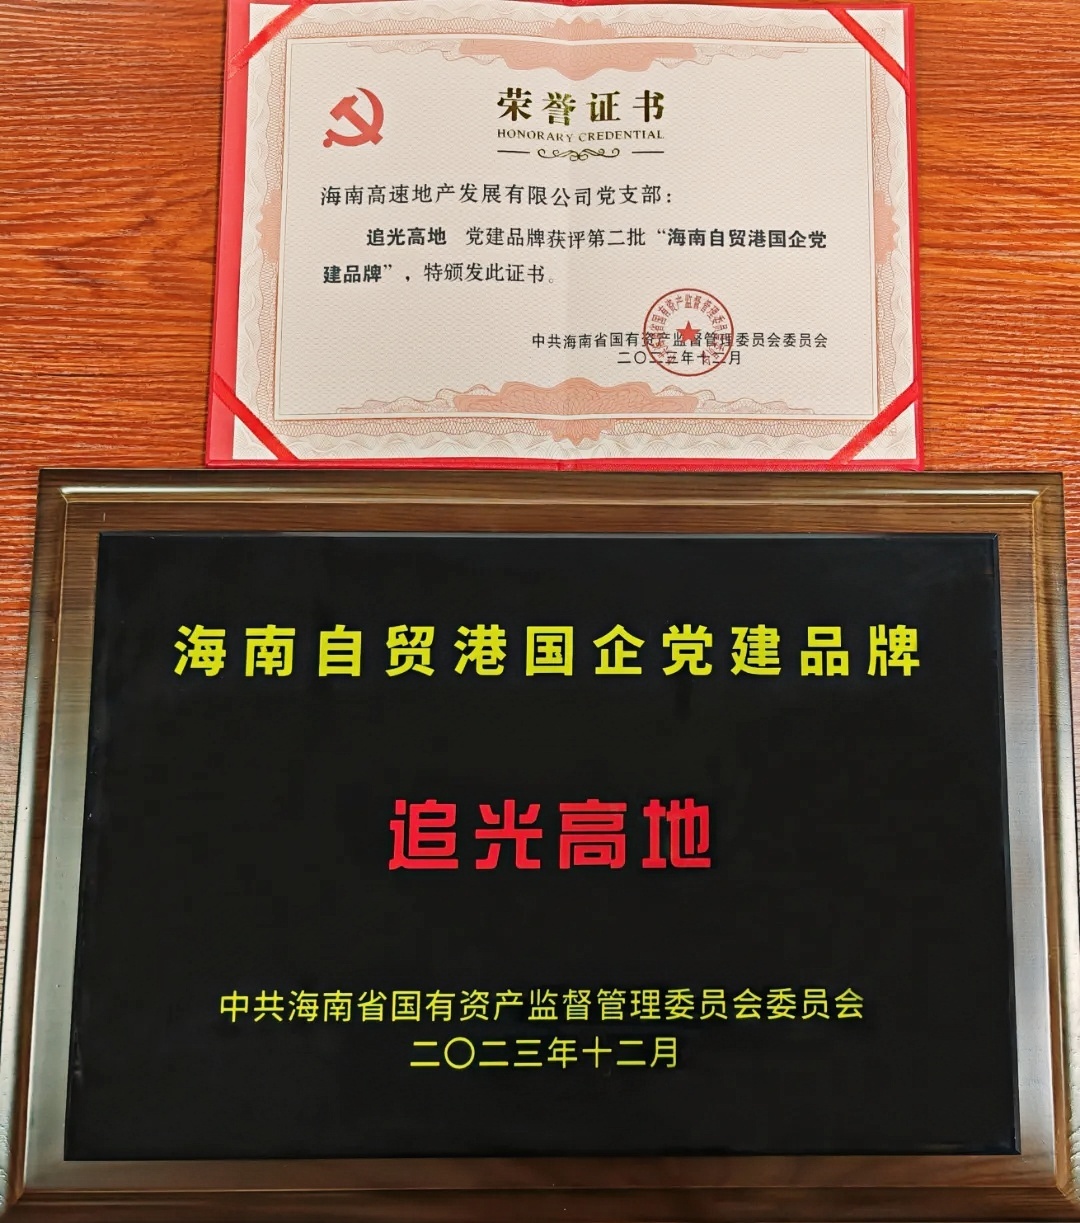 荣誉证书
HONORARY CREDENTIAL
海南高速地产发展有限公司党支部：
追光高地 党建品牌获评第二批“海南自贸港国企党
建品牌”，特颁发此证书。
中共海南省国有资产监督管理委员会委员会
二〇二三年十二月
海南自贸港国企党建品牌
追光高地
中共海南省国有资产监督管理委员会委员会
二〇二三年十二月